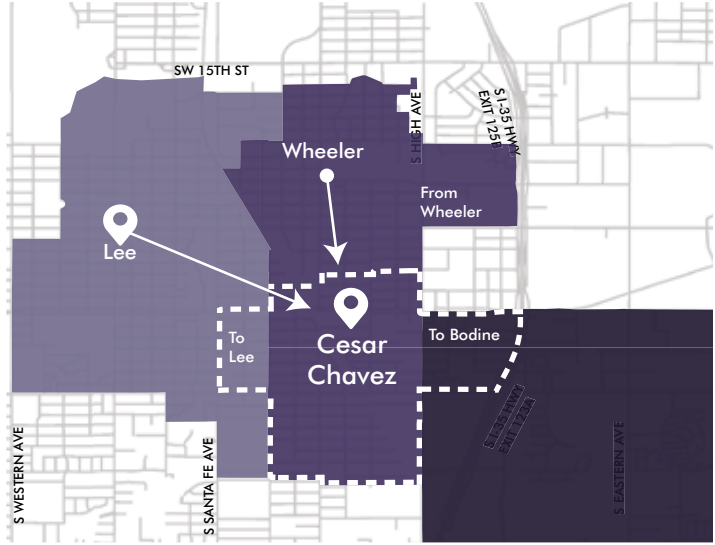 SW 15TH ST
S I-35 HWY
EXIT 125B
S HIGH AVE
Wheeler
From
Wheeler
Lee
To
Lee
To Bodine
Cesar
Chavez
S I-35 HWY
EXIT 123A
S WESTERN AVE
S SANTA FE AVE
S EASTERN AVE